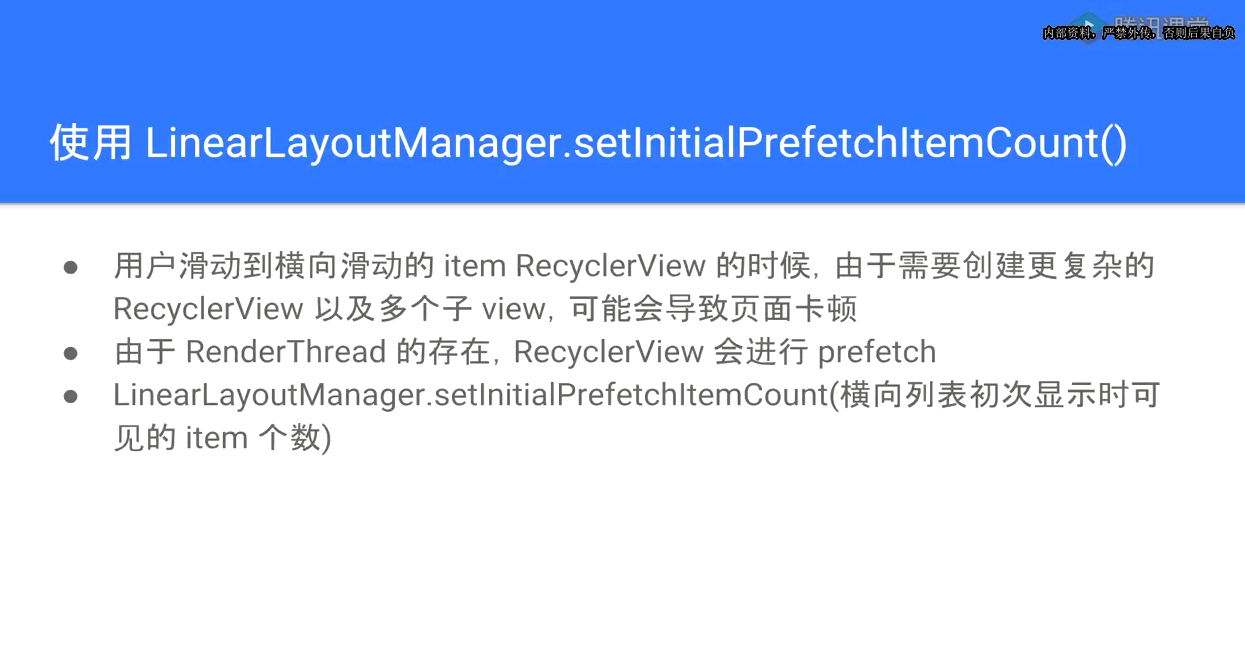 腾讯课堂
内部资料，严禁外传，否则后果自负
使用 LinearLayoutManager.setInitialPrefetchItemCount()
● 用户滑动到横向滑动的 item RecyclerView 的时候，由于需要创建更复杂的
RecyclerView 以及多个子 view，可能会导致页面卡顿
● 由于 RenderThread 的存在，RecyclerView 会进行 prefetch
● LinearLayoutManager.setInitialPrefetchItemCount(横向列表初次显示时可
见的 item 个数)